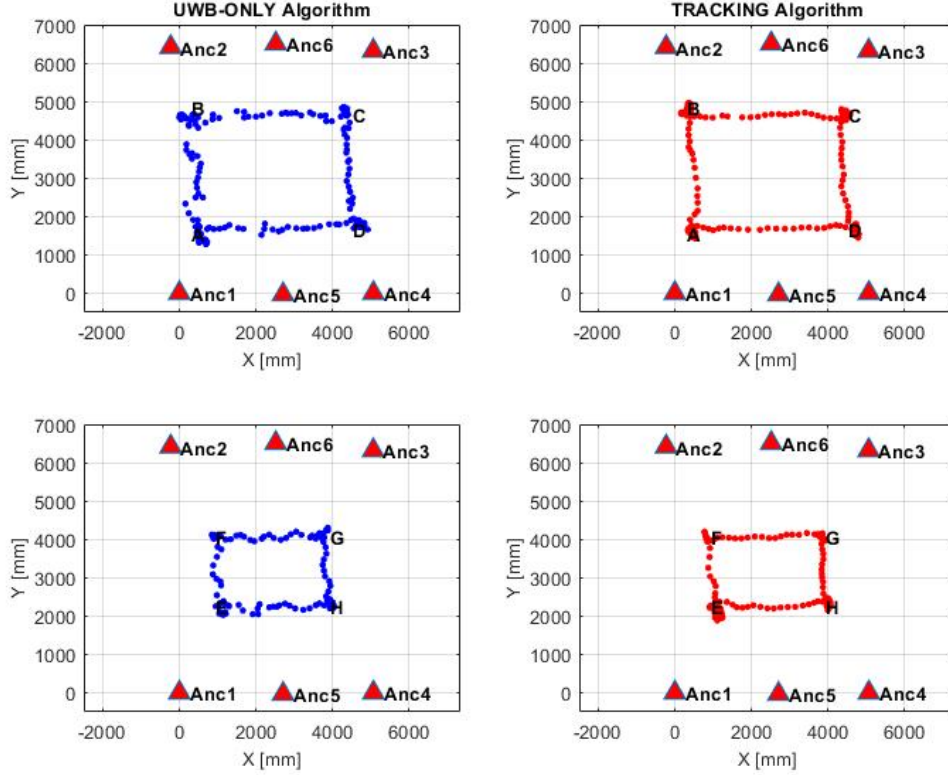 UWB-ONLY Algorithm
TRACKING Algorithm
7000
Anc2
Anc6
Anc3
6000
5000
B
C
4000
Y [mm]
3000
2000
A
D
1000
0
Anc1
Anc5
Anc4
-2000 0 2000 4000 6000
X [mm]
7000
Anc2
Anc6
Anc3
6000
5000
B
C
4000
Y [mm]
3000
2000
A
D
1000
0
Anc1
Anc5
Anc4
-2000 0 2000 4000 6000
X [mm]
7000
Anc2
Anc6
Anc3
6000
5000
4000
F
G
Y [mm]
3000
2000
E
H
1000
0
Anc1
Anc5
Anc4
-2000 0 2000 4000 6000
X [mm]
7000
Anc2
Anc6
Anc3
6000
5000
4000
F
G
Y [mm]
3000
2000
E
H
1000
0
Anc1
Anc5
Anc4
-2000 0 2000 4000 6000
X [mm]